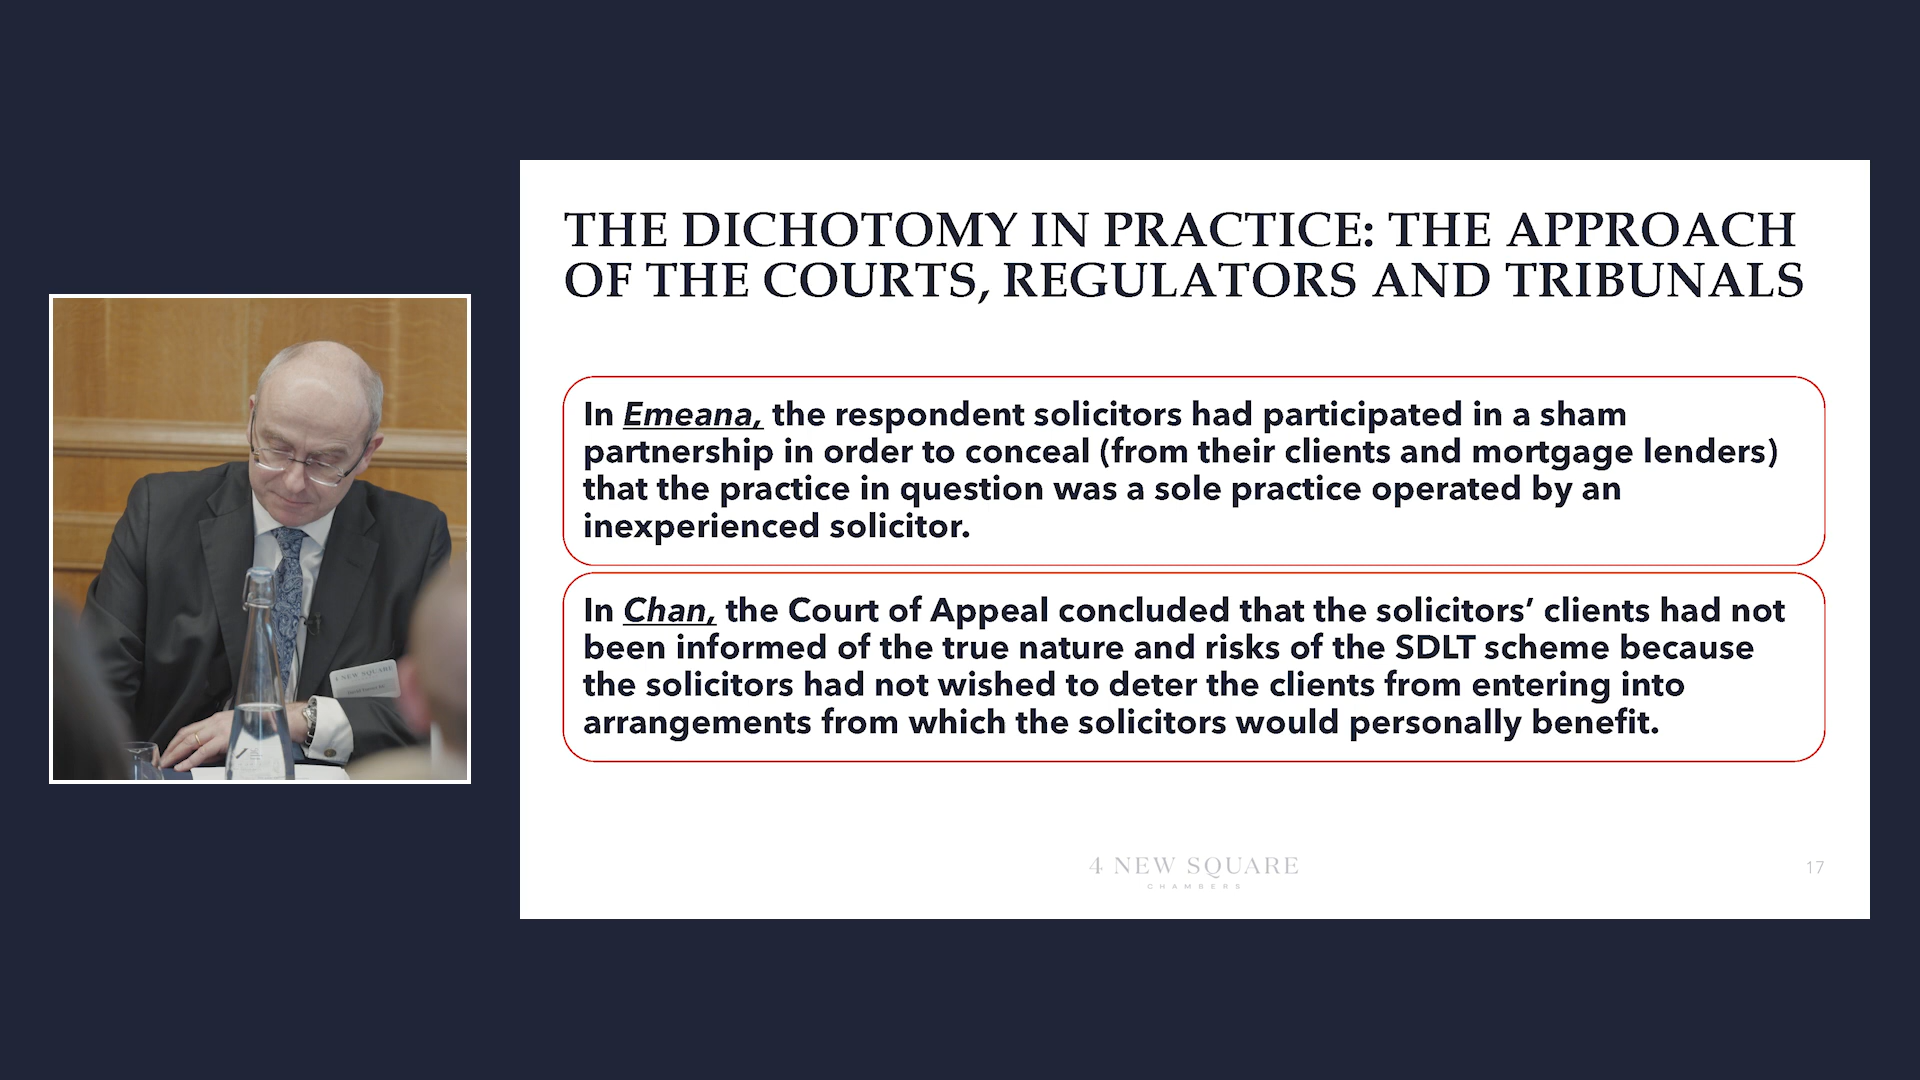 THE DICHOTOMY IN PRACTICE: THE APPROACH
OF THE COURTS, REGULATORS AND TRIBUNALS
In Emeana, the respondent solicitors had participated in a sham
partnership in order to conceal (from their clients and mortgage lenders)
that the practice in question was a sole practice operated by an
inexperienced solicitor.
In Chan, the Court of Appeal concluded that the solicitors’ clients had not
been informed of the true nature and risks of the SDLT scheme because
the solicitors had not wished to deter the clients from entering into
arrangements from which the solicitors would personally benefit.
4 NEW SQUARE
CHAMBERS
17
4 NEW SQUARE